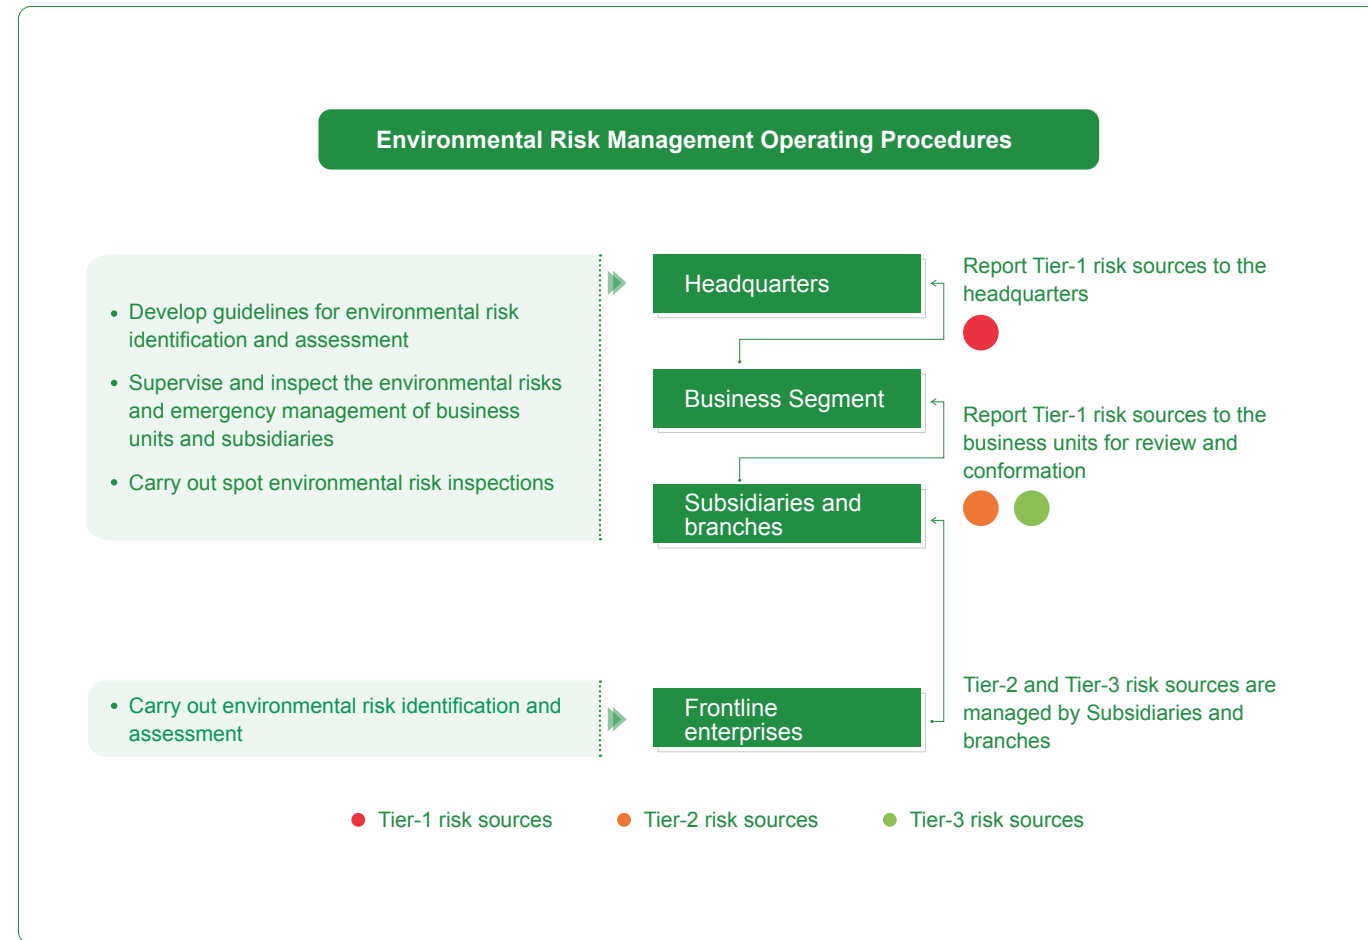 Environmental Risk Management Operating Procedures
• Develop guidelines for environmental risk
identification and assessment
• Supervise and inspect the environmental risks
and emergency management of business
units and subsidiaries
• Carry out spot environmental risk inspections
Headquarters
Report Tier-1 risk sources to the
headquarters
Business Segment
Report Tier-1 risk sources to the
business units for review and
conformation
Subsidiaries and
branches
• Carry out environmental risk identification and
assessment
Frontline
enterprises
Tier-2 and Tier-3 risk sources are
managed by Subsidiaries and
branches
Tier-1 risk sources
Tier-2 risk sources
Tier-3 risk sources